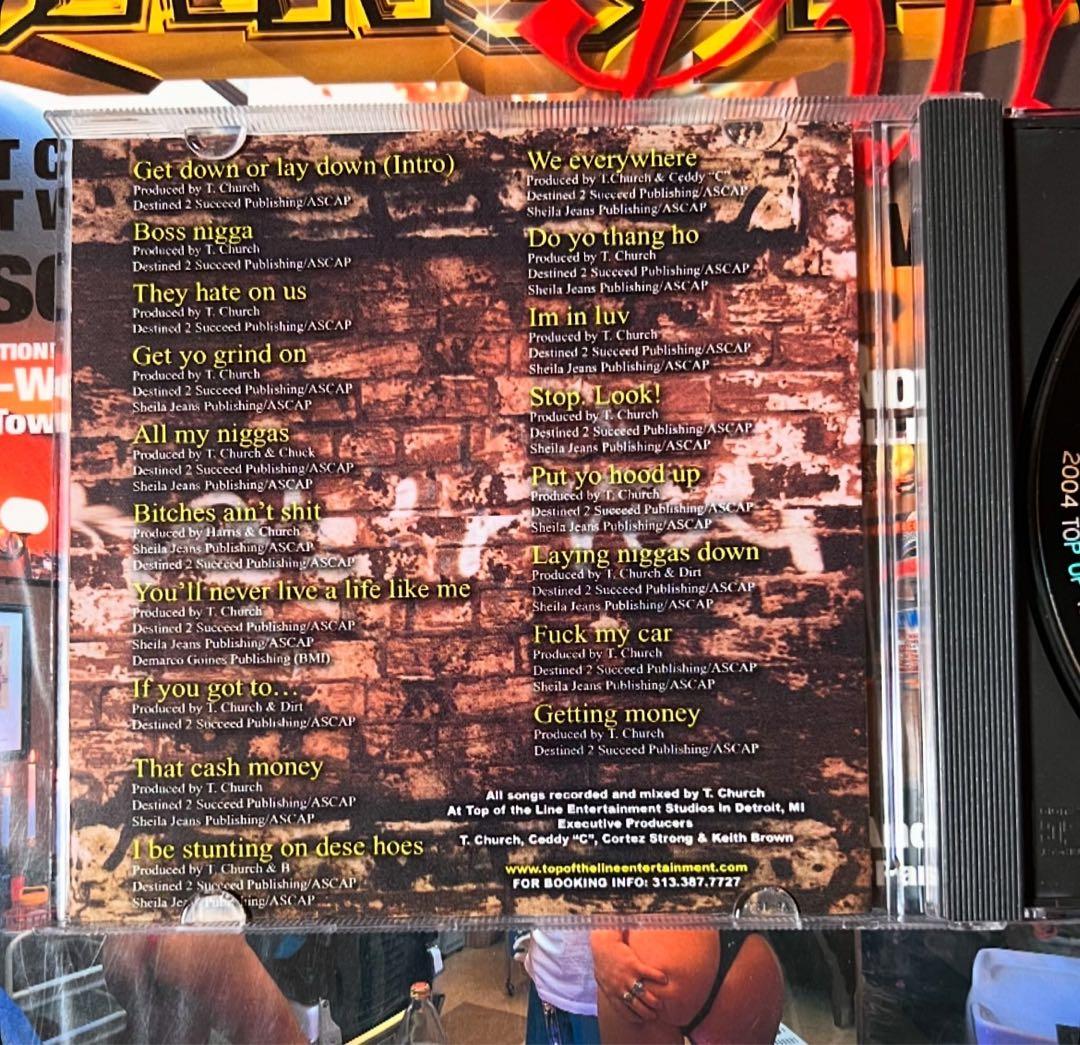 Get down or lay down (Intro)
Produced by T. Church
Destined 2 Succeed Publishing/ASCAP
Boss nigga
Produced by T. Church
Destined 2 Succeed Publishing/ASCAP
They hate on us
Produced by T. Church
Destined 2 Succeed Publishing/ASCAP
Get yo grind on
Produced by T. Church
Destined 2 Succeed Publishing/ASCAP
Sheila Jeans Publishing/ASCAP
All my niggas
Produced by T. Church & Chuck
Destined 2 Succeed Publishing/ASCAP
Sheila Jeans Publishing/ASCAP
Bitches ain't shit
Produced by Harris & Church
Sheila Jeans Publishing/ASCAP
Destined 2 Succeed Publishing/ASCAP
You'll never live a life like me
Produced by T. Church
Destined 2 Succeed Publishing/ASCAP
Sheila Jeans Publishing/ASCAP
Demarco Goines Publishing (BMI)
If you got to...
Produced by T. Church & Dirt
Destined 2 Succeed Publishing/ASCAP
That cash money
Produced by T. Church
Destined 2 Succeed Publishing/ASCAP
Sheila Jeans Publishing/ASCAP
I be stunting on dese hoes
Produced by T. Church & B
Destined 2 Succeed Publishing/ASCAP
We everywhere
Produced by T.Church & Ceddy "C"
Destined 2 Succeed Publishing/ASCAP
Sheila Jeans Publishing/ASCAP
Do yo thang ho
Produced by T. Church
Destined 2 Succeed Publishing/ASCAP
Sheila Jeans Publishing/ASCAP
Im in luv
Produced by T. Church
Destined 2 Succeed Publishing/ASCAP
Sheila Jeans Publishing/ASCAP
Stop. Look!
Produced by T. Church
Destined 2 Succeed Publishing/ASCAP
Sheila Jeans Publishing/ASCAP
Put yo hood up
Produced by T. Church
Destined 2 Succeed Publishing/ASCAP
Sheila Jeans Publishing/ASCAP
Laying niggas down
Produced by T. Church & Dirt
Destined 2 Succeed Publishing/ASCAP
Sheila Jeans Publishing/ASCAP
Fuck my car
Produced by T. Church
Destined 2 Succeed Publishing/ASCAP
Sheila Jeans Publishing/ASCAP
Getting money
Produced by T. Church
Destined 2 Succeed Publishing/ASCAP
All songs recorded and mixed by T. Church
At Top of the Line Entertainment Studios in Detroit, MI
Executive Producers
T. Church, Ceddy "C", Cortez Strong & Keith Brown
www.topofthelineentertainment.com
FOR BOOKING INFO: 313.387.7727
2004 TOP OF